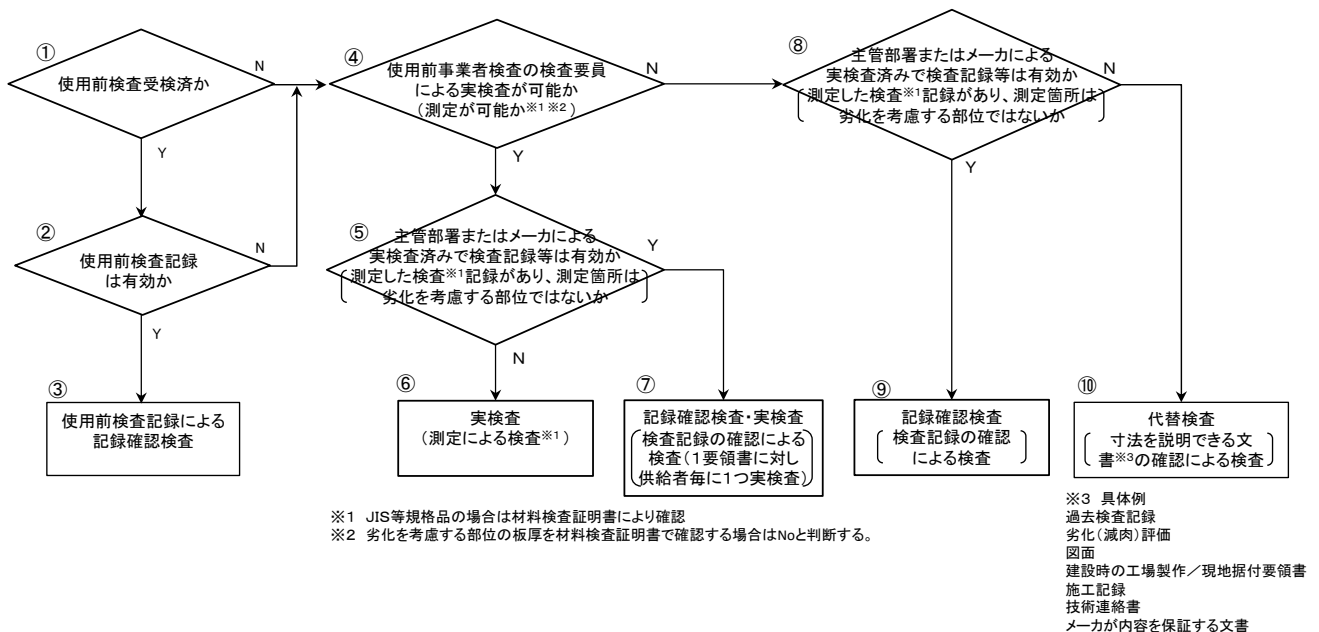 ①
使用前検査受検済か
N
Y
②
使用前検査記録
は有効か
N
Y
③
使用前検査記録による
記録確認検査
④
使用前事業者検査の検査要員
による実検査が可能か
(測定が可能か※1 ※2)
N
Y
⑤
主管部署またはメーカによる
実検査済みで検査記録等は有効か
測定した検査※1記録があり、測定箇所は
劣化を考慮する部位ではないか
Y
N
⑥
実検査
(測定による検査※1)
⑦
記録確認検査・実検査
検査記録の確認による
検査(1要領書に対し
供給者毎に1つ実検査)
⑧
主管部署またはメーカによる
実検査済みで検査記録等は有効か
測定した検査※1記録があり、測定箇所は
劣化を考慮する部位ではないか
N
Y
⑨
記録確認検査
検査記録の確認
による検査
⑩
代替検査
寸法を説明できる文
書※3の確認による検査
※1 JIS等規格品の場合は材料検査証明書により確認
※2 劣化を考慮する部位の板厚を材料検査証明書で確認する場合はNoと判断する。
※3 具体例
過去検査記録
劣化(減肉)評価
図面
建設時の工場製作/現地据付要領書
施工記録
技術連絡書
メーカが内容を保証する文書